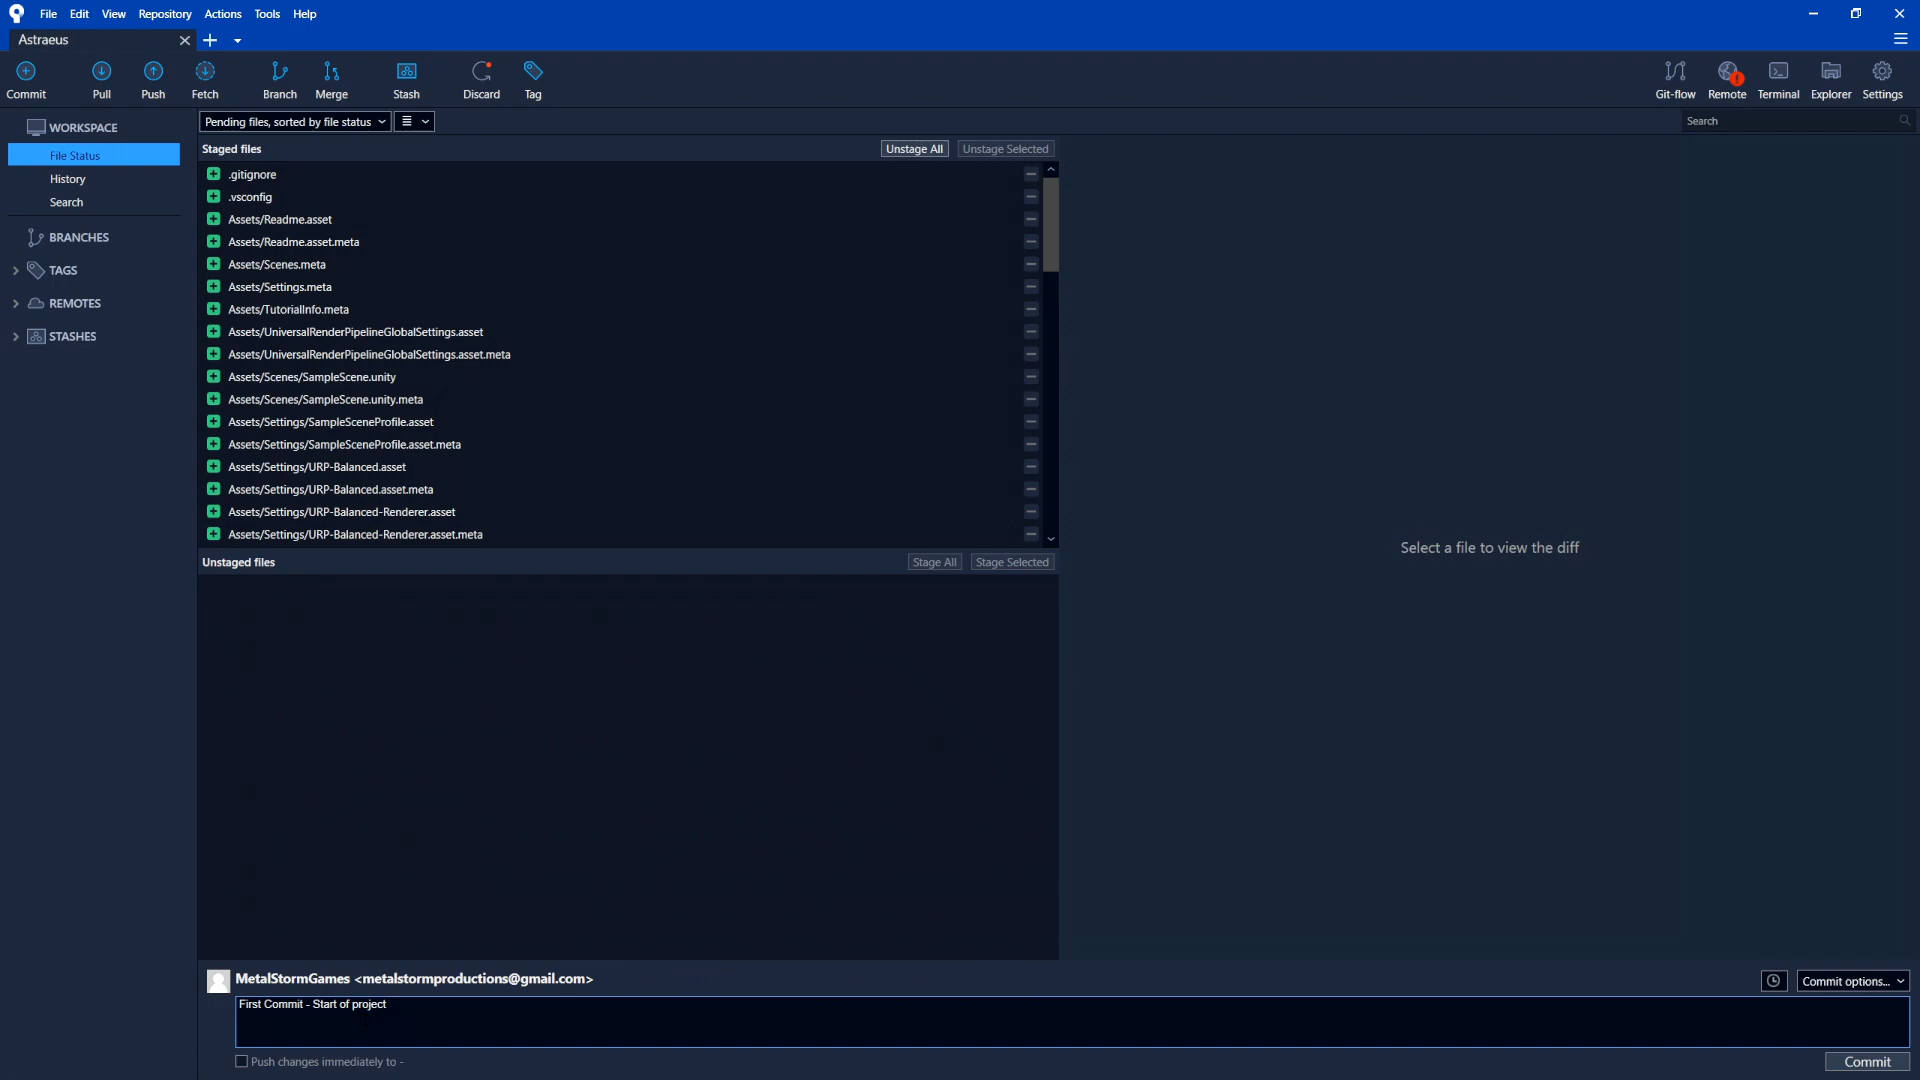 File Edit View Repository Actions Tools Help
Astraeus
Commit Pull Push Fetch Branch Merge Stash Discard Tag Git-flow Remote Terminal Explorer Settings
WORKSPACE
File Status
History
Search
BRANCHES
TAGS
REMOTES
STASHES
Pending files, sorted by file status
Search
Staged files Unstage All Unstage Selected
.gitignore
.vsconfig
Assets/Readme.asset
Assets/Readme.asset.meta
Assets/Scenes.meta
Assets/Settings.meta
Assets/TutorialInfo.meta
Assets/UniversalRenderPipelineGlobalSettings.asset
Assets/UniversalRenderPipelineGlobalSettings.asset.meta
Assets/Scenes/SampleScene.unity
Assets/Scenes/SampleScene.unity.meta
Assets/Settings/SampleSceneProfile.asset
Assets/Settings/SampleSceneProfile.asset.meta
Assets/Settings/URP-Balanced.asset
Assets/Settings/URP-Balanced.asset.meta
Assets/Settings/URP-Balanced-Renderer.asset
Assets/Settings/URP-Balanced-Renderer.asset.meta
Unstaged files Stage All Stage Selected
Select a file to view the diff
MetalStormGames <metalstormproductions@gmail.com>
Commit options...
First Commit - Start of project
Push changes immediately to -
Commit